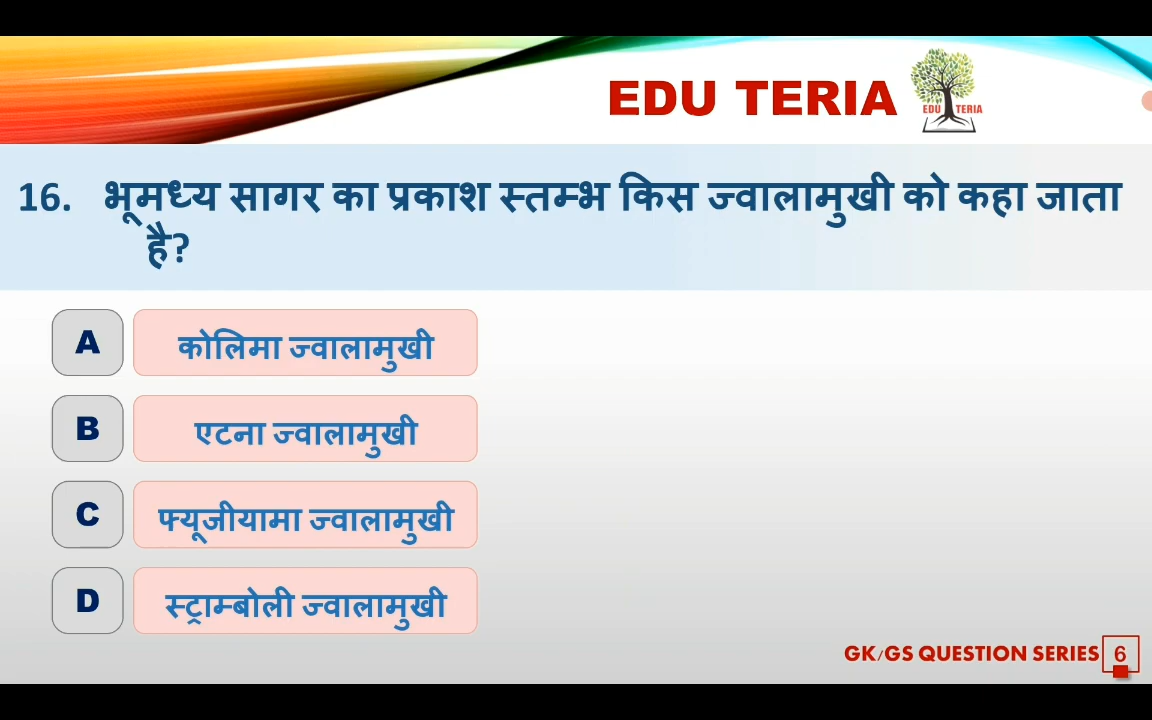 EDU TERIA
EDU TERIA
16. भूमध्य सागर का प्रकाश स्तम्भ किस ज्वालामुखी को कहा जाता
है?
A कोलिमा ज्वालामुखी
B एटना ज्वालामुखी
C फ्यूजीयामा ज्वालामुखी
D स्ट्राम्बोली ज्वालामुखी
GK/GS QUESTION SERIES 6